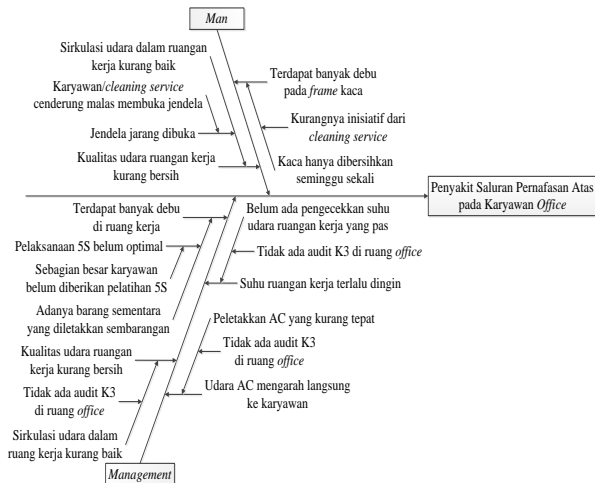 Man
Sirkulasi udara dalam ruangan
kerja kurang baik
Karyawan/cleaning service
cenderung malas membuka jendela
Jendela jarang dibuka
Kualitas udara ruangan kerja
kurang bersih
Terdapat banyak debu
pada frame kaca
Kurangnya inisiatif dari
cleaning service
Kaca hanya dibersihkan
seminggu sekali
Penyakit Saluran Pernafasan Atas
pada Karyawan Office
Terdapat banyak debu
di ruang kerja
Pelaksanaan 5S belum optimal
Sebagian besar karyawan
belum diberikan pelatihan 5S
Adanya barang sementara
yang diletakkan sembarangan
Kualitas udara ruangan
kerja kurang bersih
Tidak ada audit K3
di ruang office
Sirkulasi udara dalam
ruang kerja kurang baik
Belum ada pengecekkan suhu
udara ruangan kerja yang pas
Tidak ada audit K3 di ruang office
Suhu ruangan kerja terlalu dingin
Peletakkan AC yang kurang tepat
Tidak ada audit K3
di ruang office
Udara AC mengarah langsung
ke karyawan
Management